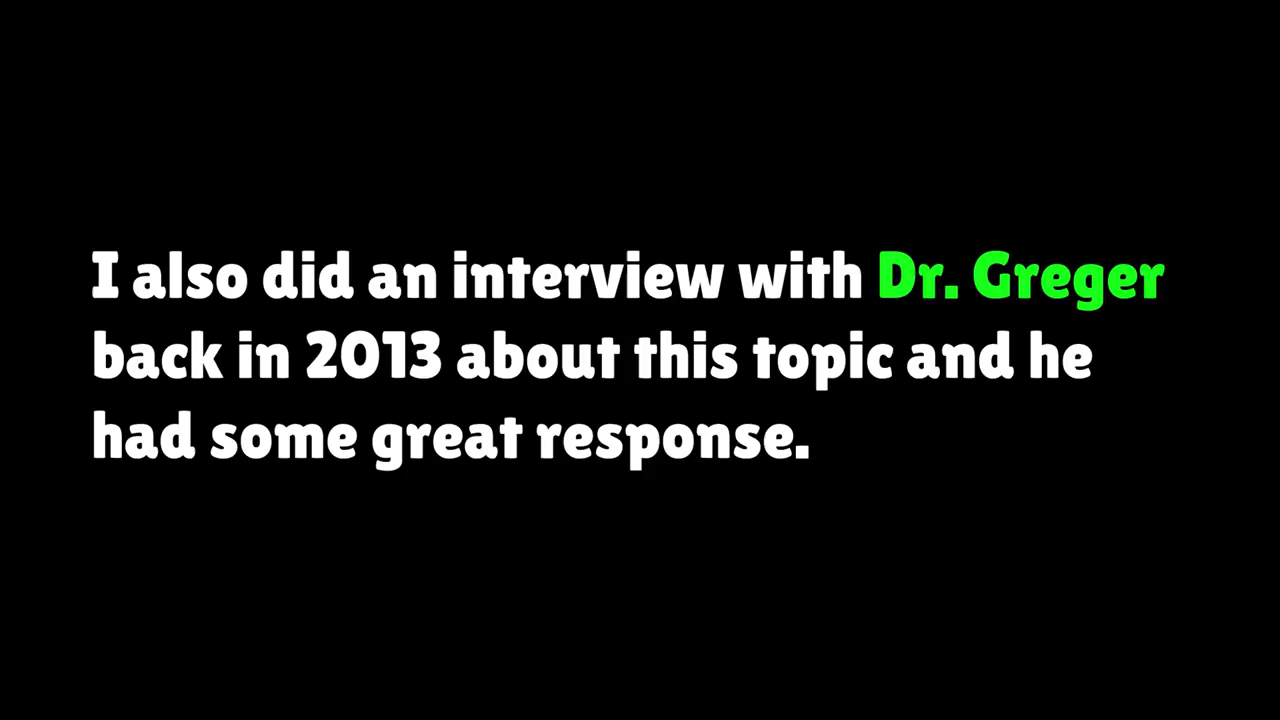 I also did an interview with Dr. Greger
back in 2013 about this topic and he
had some great response.